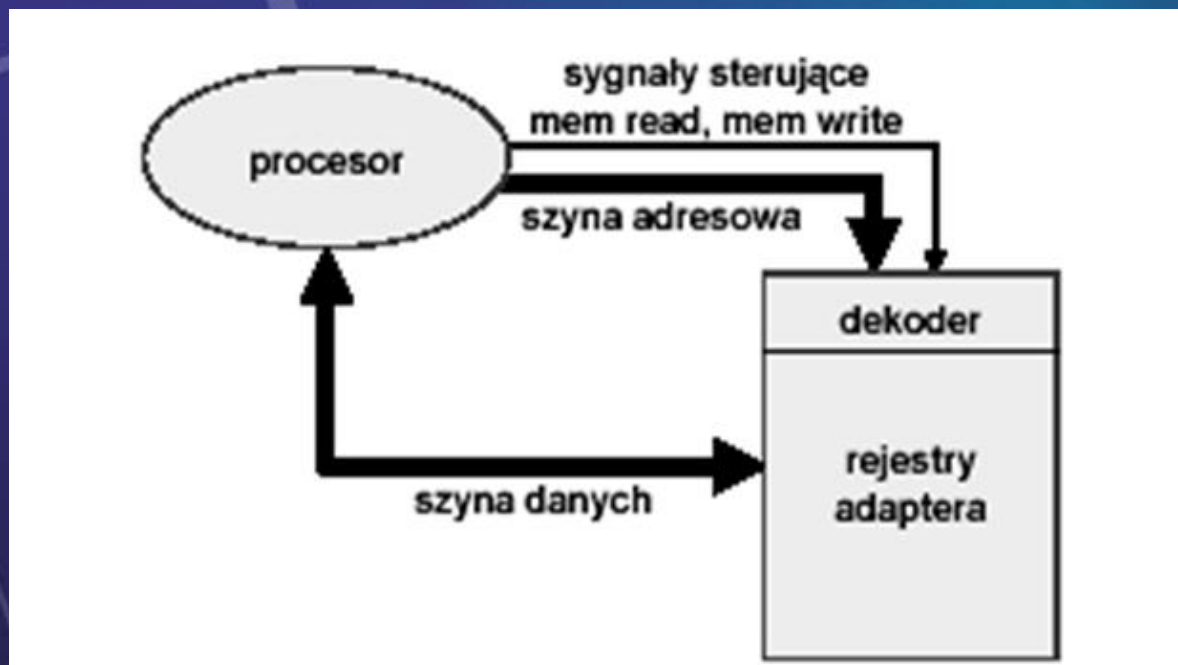 sygnały sterujące
mem read, mem write
procesor
szyna adresowa
dekoder
rejestry
adaptera
szyna danych